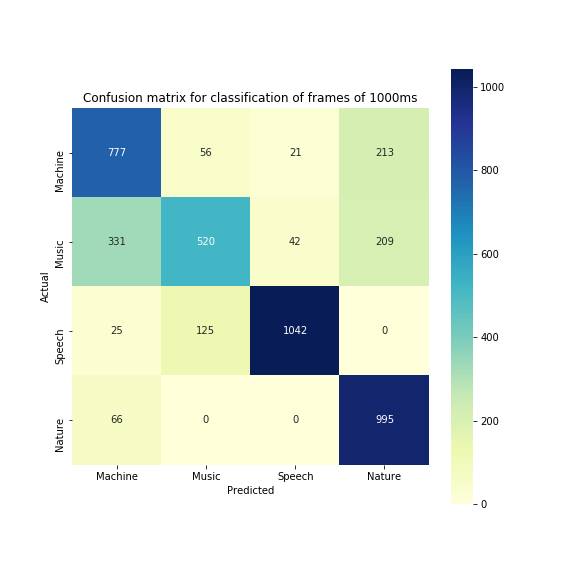 Confusion matrix for classification of frames of 1000ms
Machine 777 56 21 213
Music 331 520 42 209
Speech 25 125 1042 0
Nature 66 0 0 995
Machine Music Speech Nature
Predicted
Actual
1000
800
600
400
200
0